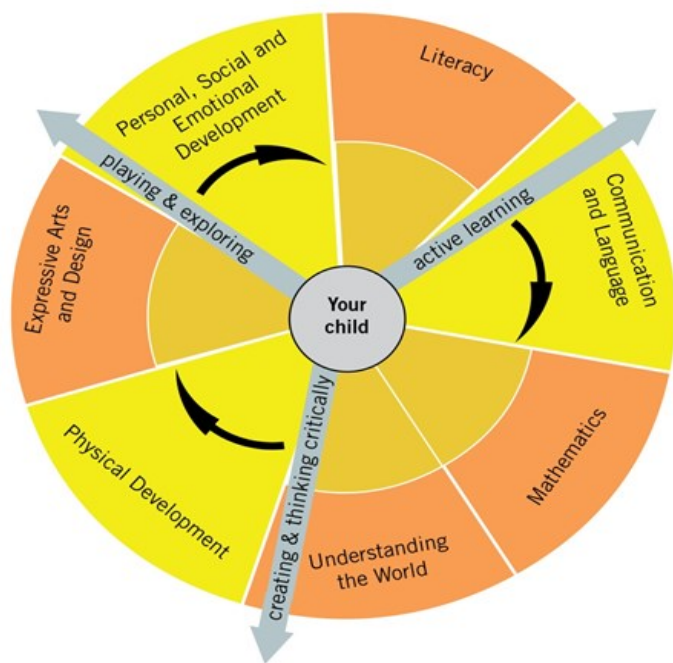 Personal, Social and
Emotional
Development
Literacy
playing & exploring
active learning
Communication
and Language
Expressive Arts
and Design
Your
child
Physical Development
creating & thinking critically
Mathematics
Understanding
the World